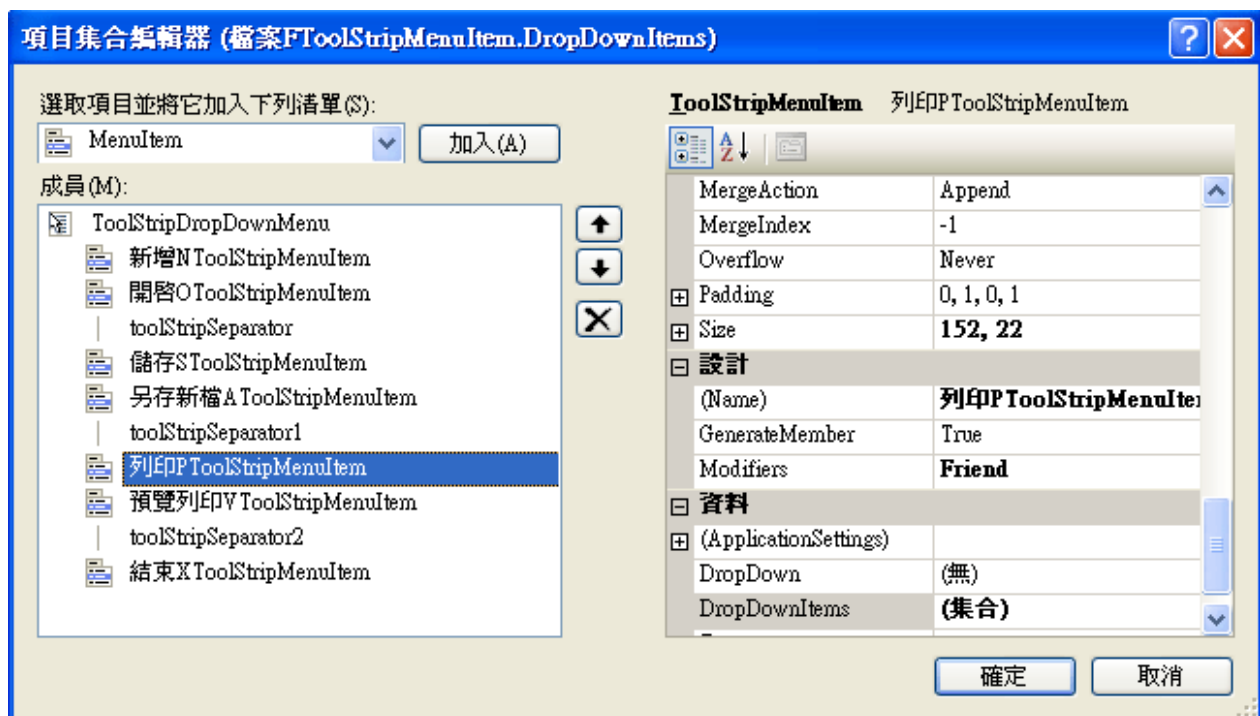 項目集合編輯器 (檔案FToolStripMenuItem.DropDownItems)
選取項目並將它加入下列清單(S):
MenuItem
加入(A)
成員(M):
ToolStripDropDownMenu
新增NToolStripMenuItem
開啓OToolStripMenuItem
toolStripSeparator
儲存SToolStripMenuItem
另存新檔AToolStripMenuItem
toolStripSeparator1
列印PToolStripMenuItem
預覽列印VToolStripMenuItem
toolStripSeparator2
結束XToolStripMenuItem
ToolStripMenuItem 列印PToolStripMenuItem
MergeAction Append
MergeIndex -1
Overflow Never
Padding 0, 1, 0, 1
Size 152, 22
設計
(Name) 列印PToolStripMenuIte
GenerateMember True
Modifiers Friend
資料
(ApplicationSettings)
DropDown (無)
DropDownItems (集合)
確定
取消